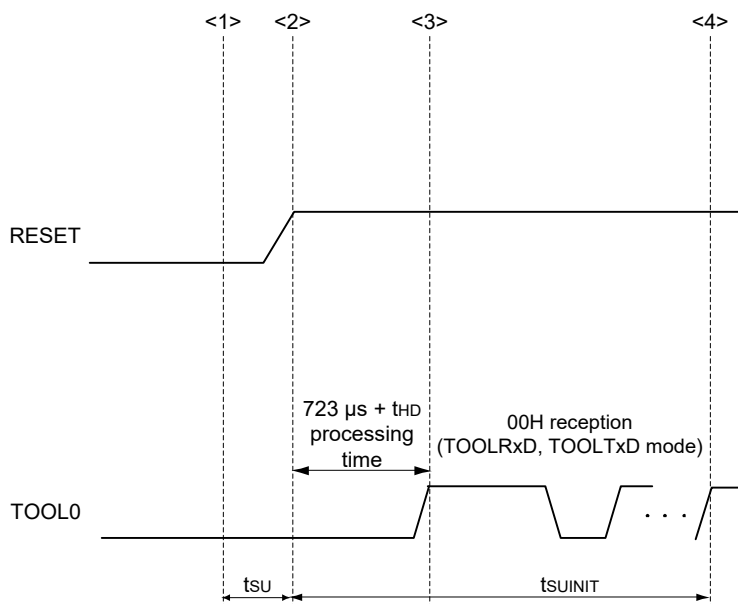 <1> <2> <3> <4>
RESET
723 µs + tHD
processing
time
00H reception
(TOOLRxD, TOOLTxD mode)
TOOL0
. . .
tSU tSUINIT